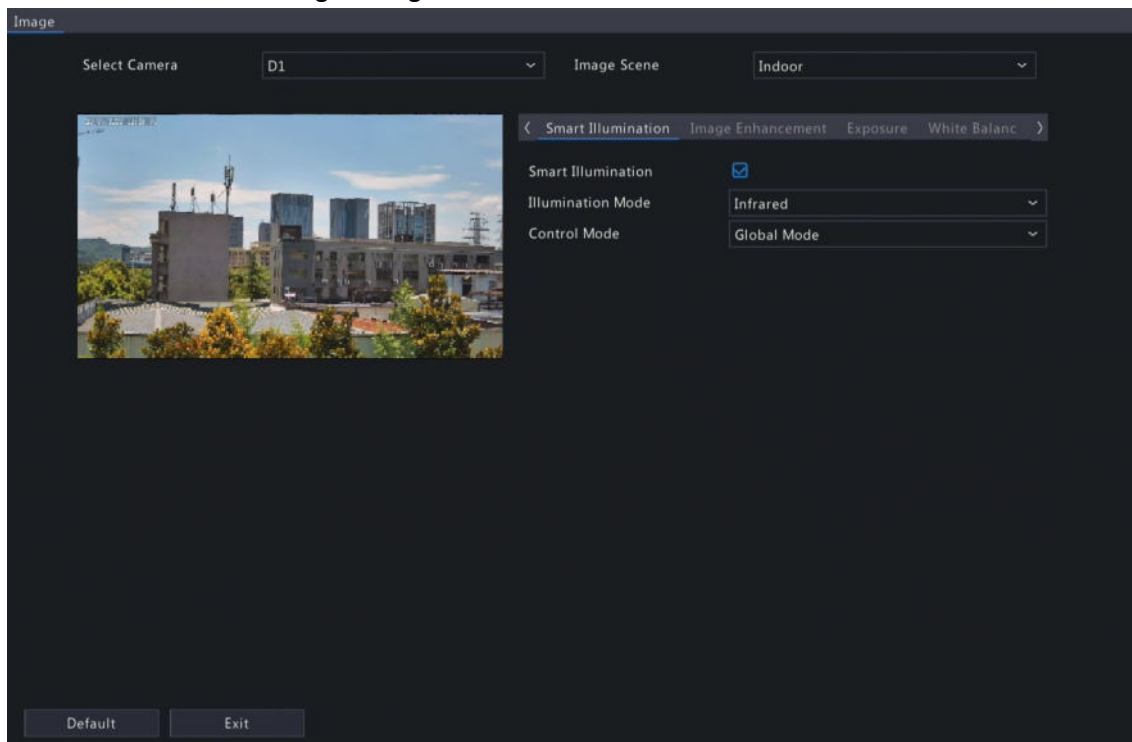 Image
Select Camera D1 Image Scene Indoor
Smart Illumination Image Enhancement Exposure White Balanc
Smart Illumination
Illumination Mode Infrared
Control Mode Global Mode
Default Exit